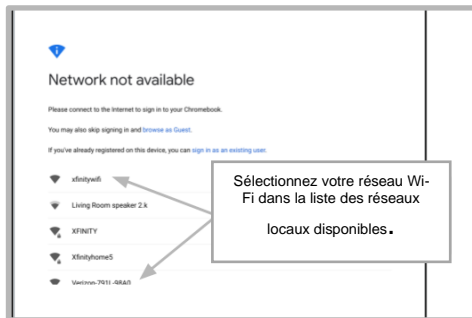 Network not available
Please connect to the Internet to sign in to your Chromebook.
You may also skip signing in and browse as Guest.
If you've already registered on this device, you can sign in as an existing user.
xfinitywifi
Living Room speaker 2.k
XFINITY
Xfinityhome5
Verizon-791L-98A0
Sélectionnez votre réseau Wi-
Fi dans la liste des réseaux
locaux disponibles.